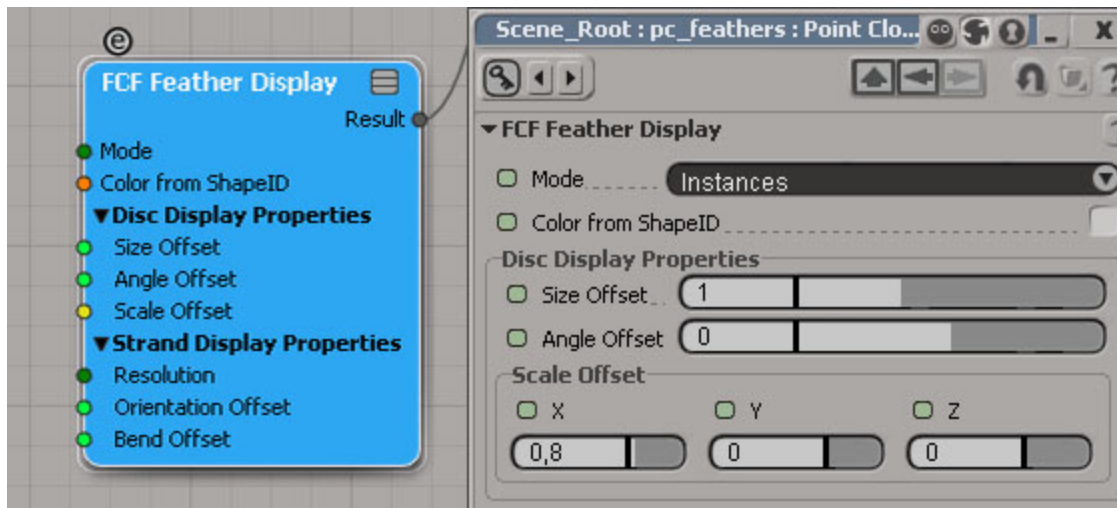 e
FCF Feather Display
Result
Mode
Color from ShapeID
▼Disc Display Properties
Size Offset
Angle Offset
Scale Offset
▼Strand Display Properties
Resolution
Orientation Offset
Bend Offset
Scene_Root : pc_feathers : Point Clo...
?
FCF Feather Display
Mode
Instances
Color from ShapeID
Disc Display Properties
Size Offset
1
Angle Offset
0
Scale Offset
X Y Z
0,8 0 0